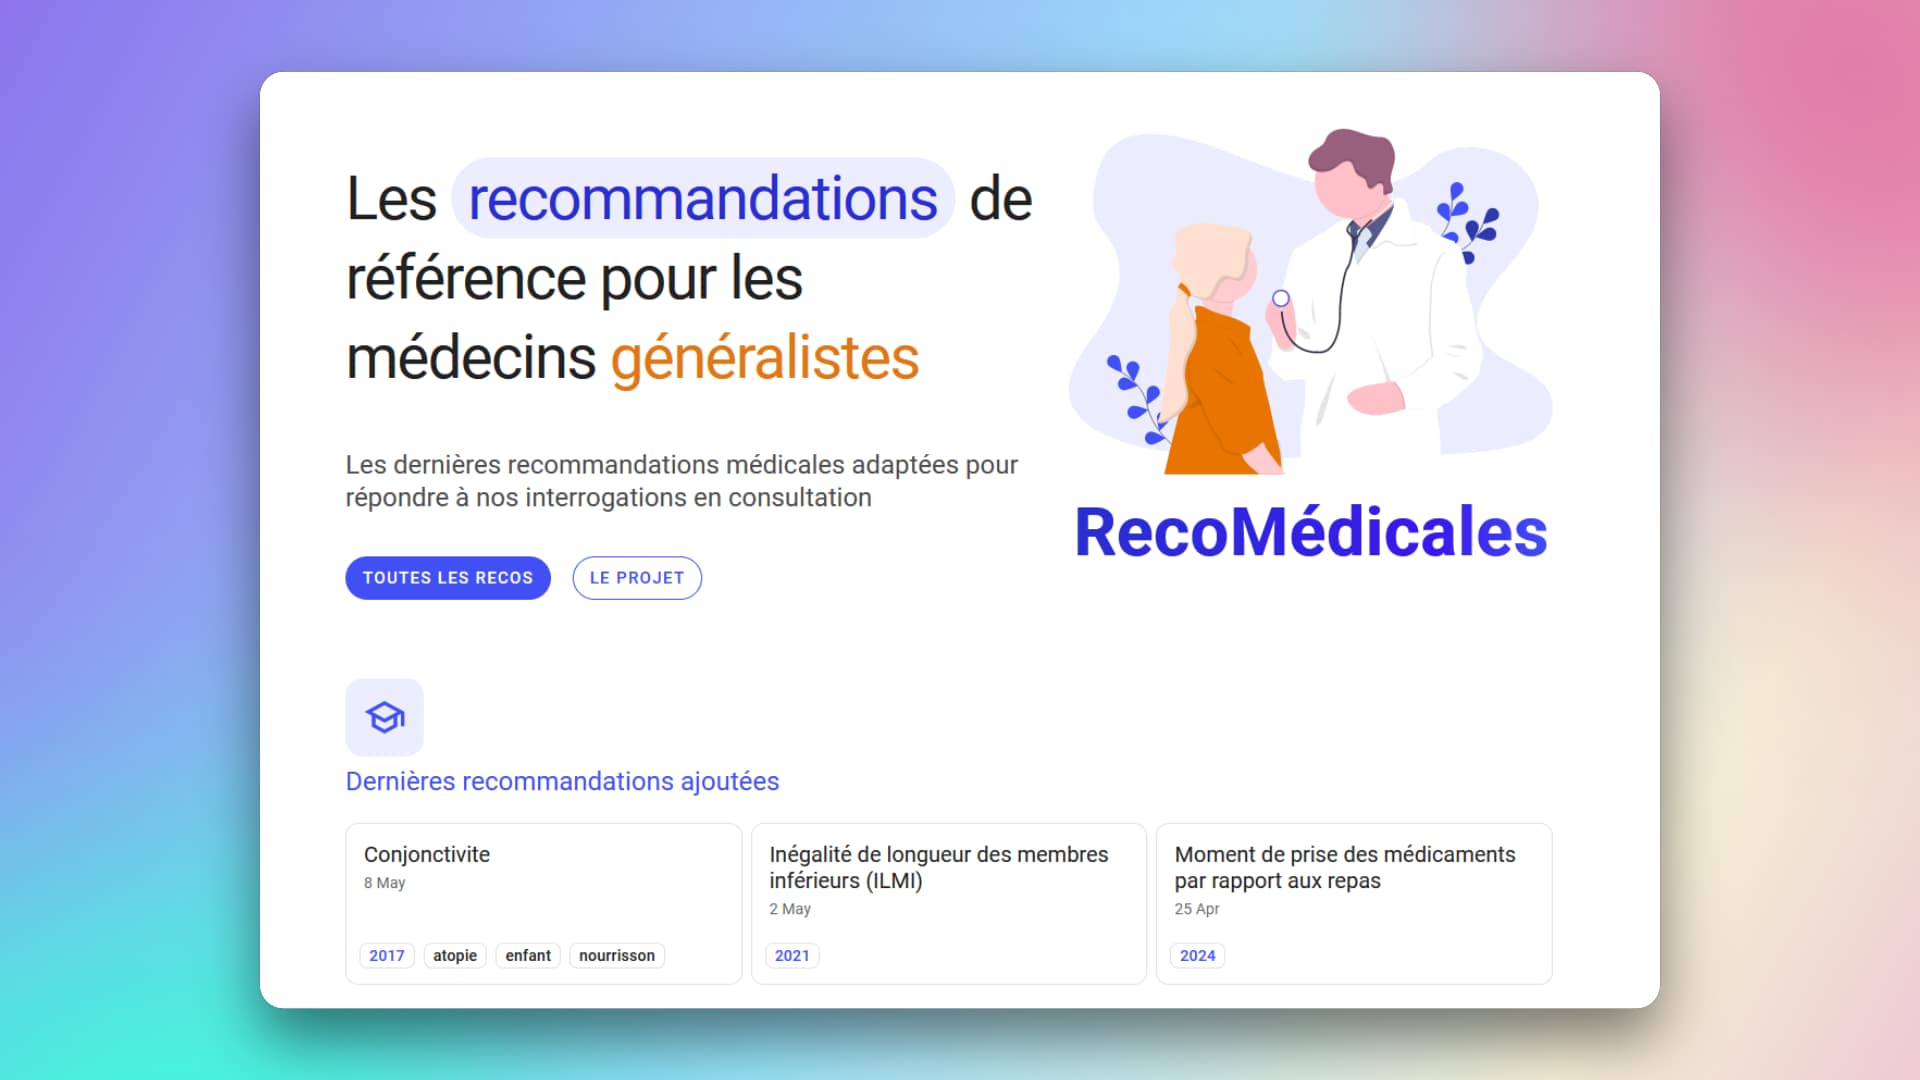 Les recommandations de
référence pour les
médecins généralistes
Les dernières recommandations médicales adaptées pour
répondre à nos interrogations en consultation
TOUTES LES RECOS
LE PROJET
RecoMédicales
Dernières recommandations ajoutées
Conjonctivite
8 May
2017 atopie enfant nourrisson
Inégalité de longueur des membres
inférieurs (ILMI)
2 May
2021
Moment de prise des médicaments
par rapport aux repas
25 Apr
2024